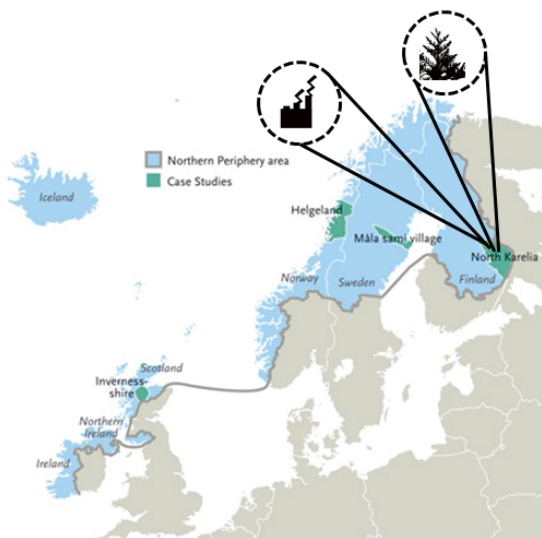 Northern Periphery area
Case Studies
Iceland
Helgeland
Måla sami village
North Karelia
Norway
Sweden
Finland
Scotland
Inverness-
shire
Northern
Ireland
Ireland